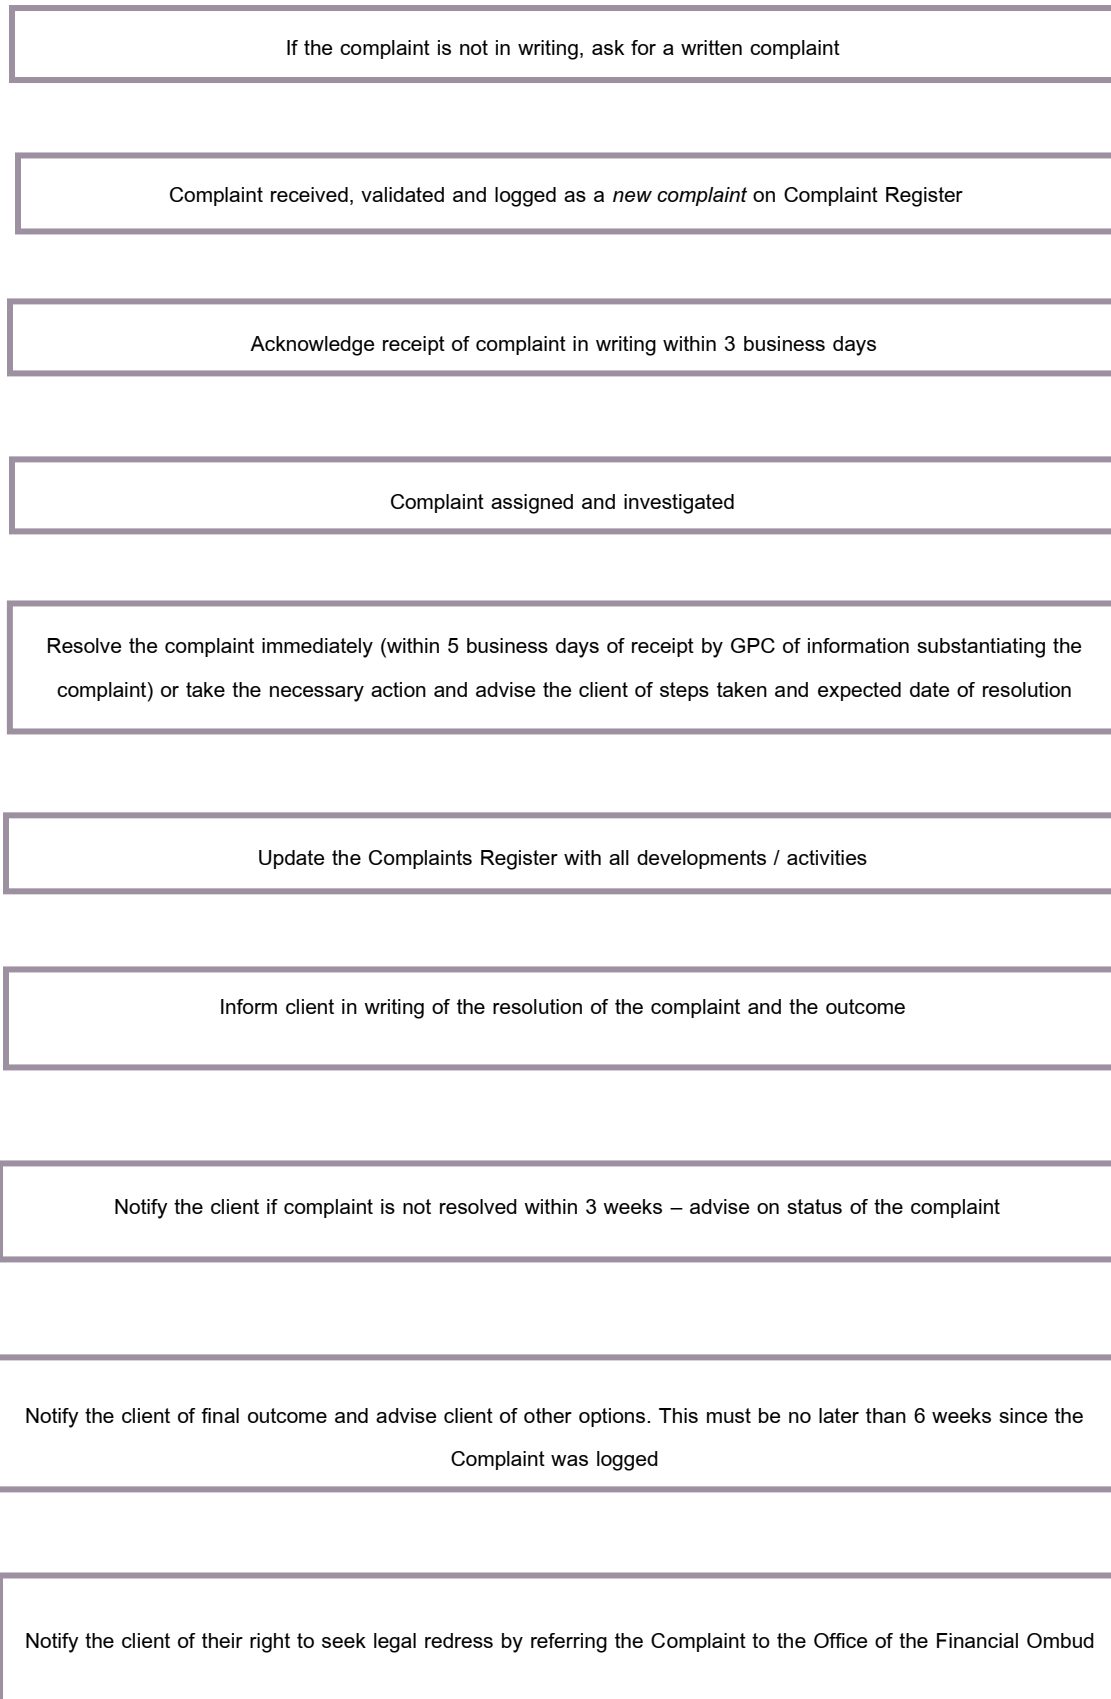 If the complaint is not in writing, ask for a written complaint
Complaint received, validated and logged as a new complaint on Complaint Register
Acknowledge receipt of complaint in writing within 3 business days
Complaint assigned and investigated
Resolve the complaint immediately (within 5 business days of receipt by GPC of information substantiating the
complaint) or take the necessary action and advise the client of steps taken and expected date of resolution
Update the Complaints Register with all developments / activities
Inform client in writing of the resolution of the complaint and the outcome
Notify the client if complaint is not resolved within 3 weeks – advise on status of the complaint
Notify the client of final outcome and advise client of other options. This must be no later than 6 weeks since the
Complaint was logged
Notify the client of their right to seek legal redress by referring the Complaint to the Office of the Financial Ombud